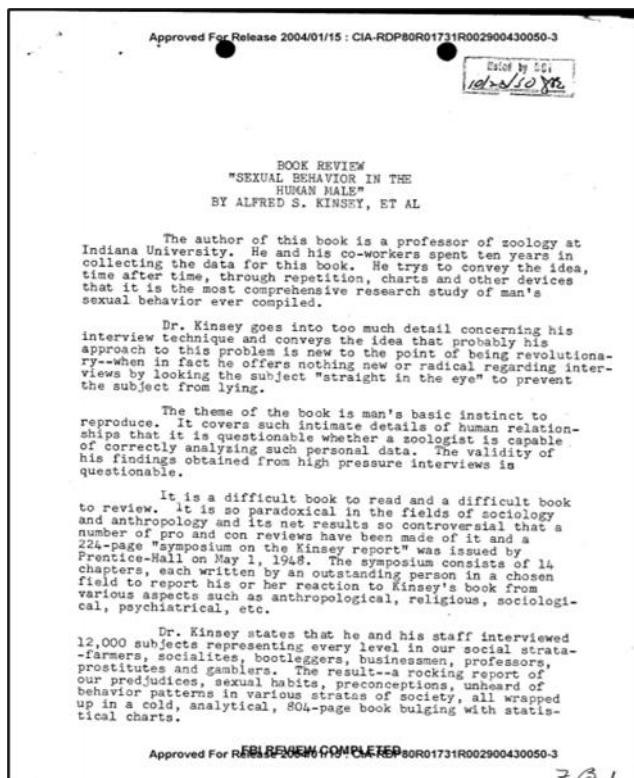 Approved For Release 2004/01/15 : CIA-RDP80R01731R002900430050-3
Noted by DCI
10/20/50
BOOK REVIEW
"SEXUAL BEHAVIOR IN THE
HUMAN MALE"
BY ALFRED S. KINSEY, ET AL
The author of this book is a professor of zoology at
Indiana University. He and his co-workers spent ten years in
collecting the data for this book. He trys to convey the idea,
time after time, through repetition, charts and other devices
that it is the most comprehensive research study of man's
sexual behavior ever compiled.
Dr. Kinsey goes into too much detail concerning his
interview technique and conveys the idea that probably his
approach to this problem is new to the point of being revolutiona-
ry--when in fact he offers nothing new or radical regarding inter-
views by looking the subject "straight in the eye" to prevent
the subject from lying.
The theme of the book is man's basic instinct to
reproduce. It covers such intimate details of human relation-
ships that it is questionable whether a zoologist is capable
of correctly analyzing such personal data. The validity of
his findings obtained from high pressure interviews is
questionable.
It is a difficult book to read and a difficult book
to review. It is so paradoxical in the fields of sociology
and anthropology and its net results so controversial that a
number of pro and con reviews have been made of it and a
224-page "symposium on the Kinsey report" was issued by
Prentice-Hall on May 1, 1948. The symposium consists of 14
chapters, each written by an outstanding person in a chosen
field to report his or her reaction to Kinsey's book from
various aspects such as anthropological, religious, sociologi-
cal, psychiatrical, etc.
Dr. Kinsey states that he and his staff interviewed
12,000 subjects representing every level in our social strata-
-farmers, socialites, bootleggers, businessmen, professors,
prostitutes and gamblers. The result--a rocking report of
our predjudices, sexual habits, preconceptions, unheard of
behavior patterns in various stratas of society, all wrapped
up in a cold, analytical, 804-page book bulging with statis-
tical charts.
FBI REVIEW COMPLETED
Approved For Release 2004/01/15 : CIA-RDP80R01731R002900430050-3